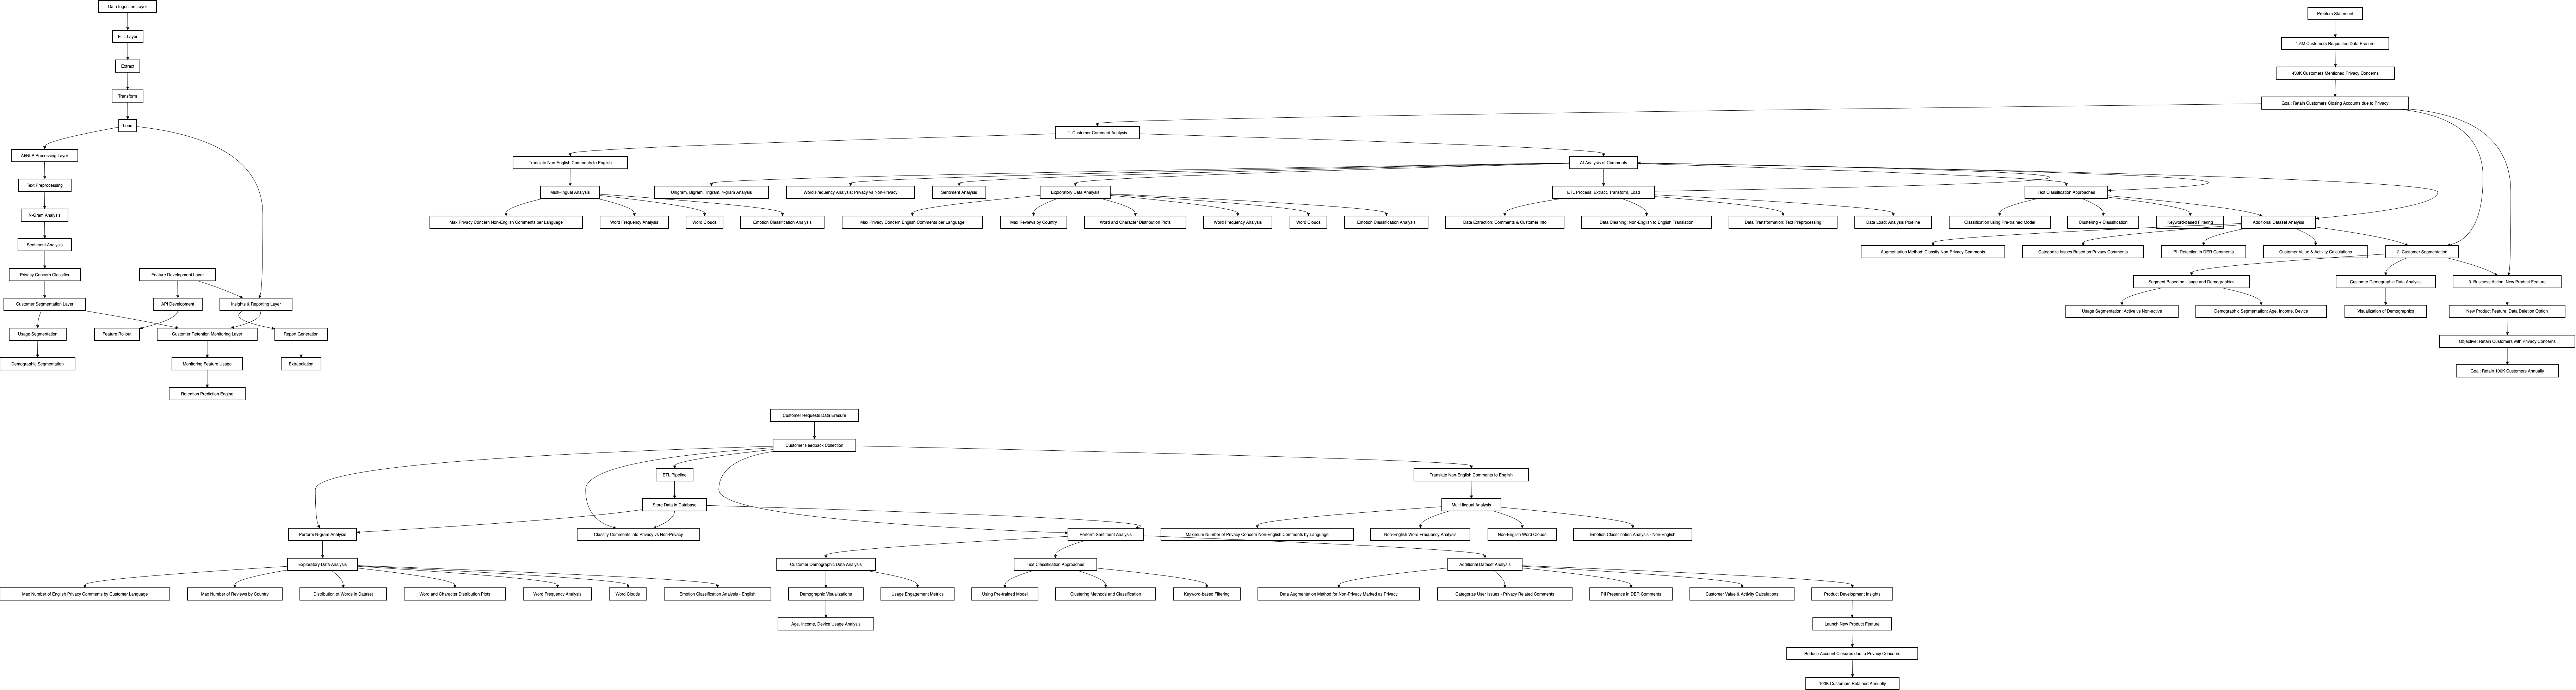 Data Ingestion Layer
ETL Layer
Extract
Transform
Load
AI/NLP Processing Layer
Text Preprocessing
N-Gram Analysis
Sentiment Analysis
Privacy Concern Classifier
Feature Development Layer
Customer Segmentation Layer
API Development
Insights & Reporting Layer
Usage Segmentation
Feature Rollout
Customer Retention Monitoring Layer
Report Generation
Demographic Segmentation
Monitoring Feature Usage
Extrapolation
Retention Prediction Engine
Problem Statement
1.5M Customers Requested Data Erasure
430K Customers Mentioned Privacy Concerns
Goal: Retain Customers Closing Accounts due to Privacy
1. Customer Comment Analysis
Translate Non-English Comments to English
AI Analysis of Comments
Multi-lingual Analysis
Unigram, Bigram, Trigram, 4-gram Analysis
Word Frequency Analysis: Privacy vs Non-Privacy
Sentiment Analysis
Exploratory Data Analysis
ETL Process: Extract, Transform, Load
Text Classification Approaches
Max Privacy Concern Non-English Comments per Language
Word Frequency Analysis
Word Clouds
Emotion Classification Analysis
Max Privacy Concern English Comments per Language
Max Reviews by Country
Word and Character Distribution Plots
Word Frequency Analysis
Word Clouds
Emotion Classification Analysis
Data Extraction: Comments & Customer Info
Data Cleaning: Non-English to English Translation
Data Transformation: Text Preprocessing
Data Load: Analysis Pipeline
Classification using Pre-trained Model
Clustering + Classification
Keyword-based Filtering
Additional Dataset Analysis
Augmentation Method: Classify Non-Privacy Comments
Categorize Issues Based on Privacy Comments
PII Detection in DER Comments
Customer Value & Activity Calculations
2. Customer Segmentation
Segment Based on Usage and Demographics
Customer Demographic Data Analysis
3. Business Action: New Product Feature
Usage Segmentation: Active vs Non-active
Demographic Segmentation: Age, Income, Device
Visualization of Demographics
New Product Feature: Data Deletion Option
Objective: Retain Customers with Privacy Concerns
Goal: Retain 100K Customers Annually
Customer Requests Data Erasure
Customer Feedback Collection
ETL Pipeline
Translate Non-English Comments to English
Store Data in Database
Multi-lingual Analysis
Perform N-gram Analysis
Classify Comments into Privacy vs Non-Privacy
Perform Sentiment Analysis
Maximum Number of Privacy Concern Non-English Comments by Language
Non-English Word Frequency Analysis
Non-English Word Clouds
Emotion Classification Analysis - Non-English
Exploratory Data Analysis
Customer Demographic Data Analysis
Text Classification Approaches
Additional Dataset Analysis
Max Number of English Privacy Comments by Customer Language
Max Number of Reviews by Country
Distribution of Words in Dataset
Word and Character Distribution Plots
Word Frequency Analysis
Word Clouds
Emotion Classification Analysis - English
Demographic Visualizations
Usage Engagement Metrics
Using Pre-trained Model
Clustering Methods and Classification
Keyword-based Filtering
Data Augmentation Method for Non-Privacy Marked as Privacy
Categorize User Issues - Privacy Related Comments
PII Presence in DER Comments
Customer Value & Activity Calculations
Product Development Insights
Age, Income, Device Usage Analysis
Launch New Product Feature
Reduce Account Closures due to Privacy Concerns
100K Customers Retained Annually